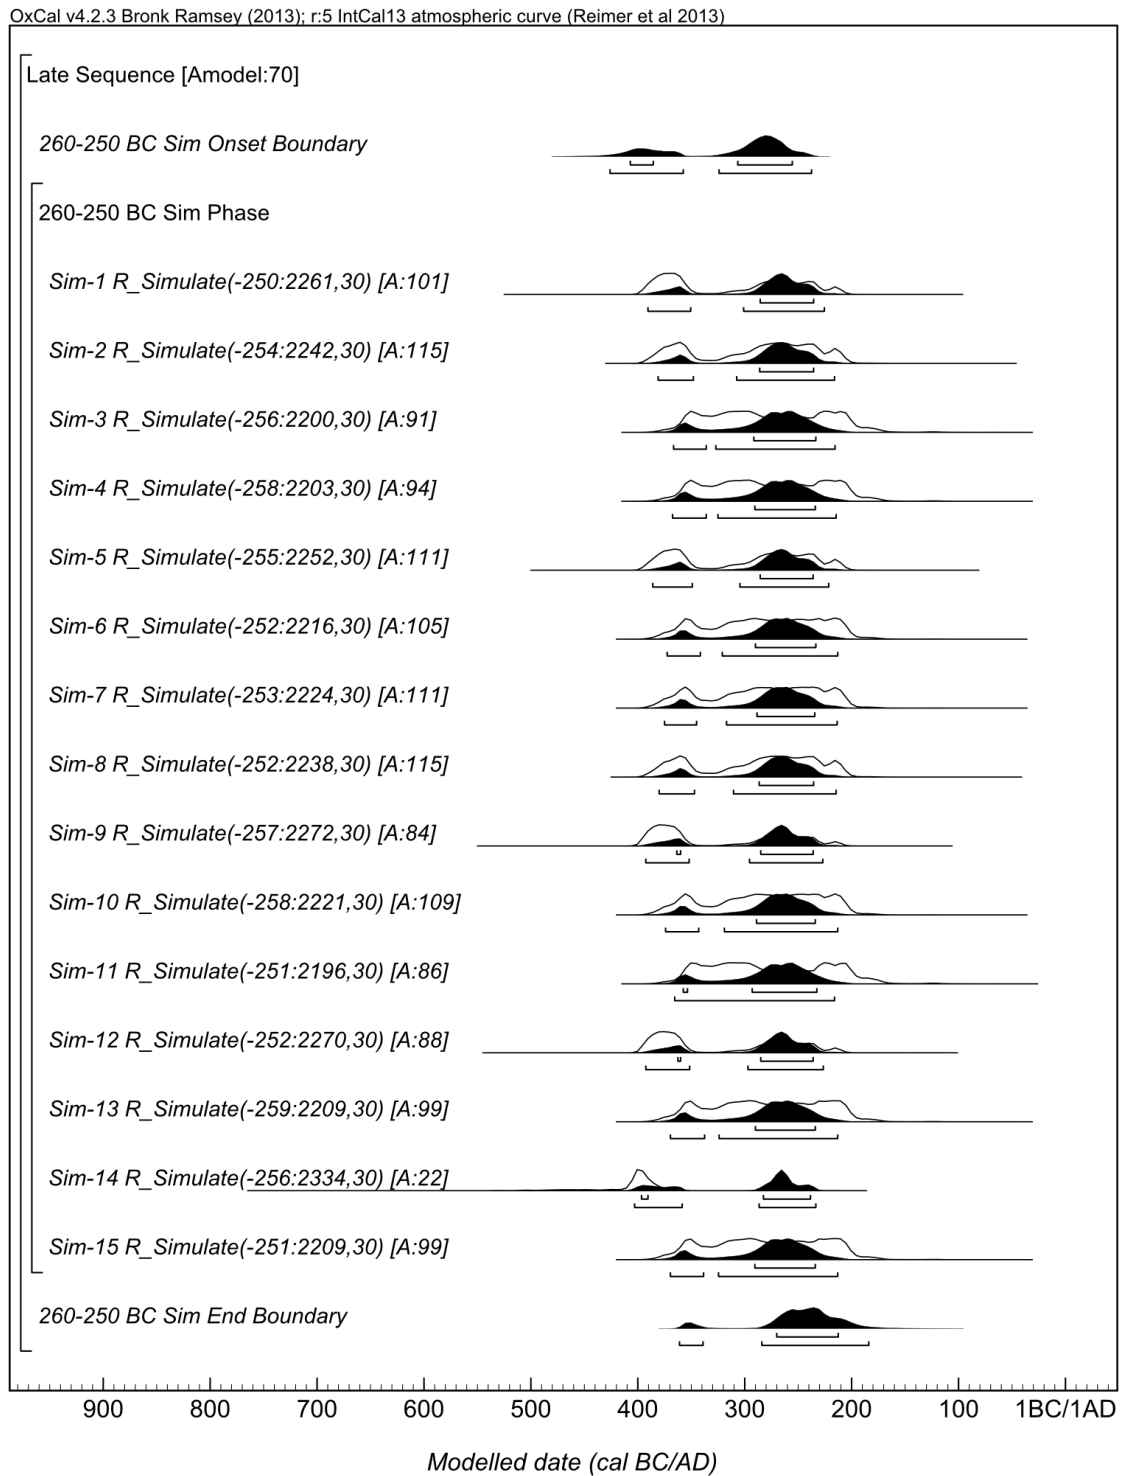 OxCal v4.2.3 Bronk Ramsey (2013); r:5 IntCal13 atmospheric curve (Reimer et al 2013)
Late Sequence [Amodel:70]
260-250 BC Sim Onset Boundary
260-250 BC Sim Phase
Sim-1 R_Simulate(-250:2261,30) [A:101]
Sim-2 R_Simulate(-254:2242,30) [A:115]
Sim-3 R_Simulate(-256:2200,30) [A:91]
Sim-4 R_Simulate(-258:2203,30) [A:94]
Sim-5 R_Simulate(-255:2252,30) [A:111]
Sim-6 R_Simulate(-252:2216,30) [A:105]
Sim-7 R_Simulate(-253:2224,30) [A:111]
Sim-8 R_Simulate(-252:2238,30) [A:115]
Sim-9 R_Simulate(-257:2272,30) [A:84]
Sim-10 R_Simulate(-258:2221,30) [A:109]
Sim-11 R_Simulate(-251:2196,30) [A:86]
Sim-12 R_Simulate(-252:2270,30) [A:88]
Sim-13 R_Simulate(-259:2209,30) [A:99]
Sim-14 R_Simulate(-256:2334,30) [A:22]
Sim-15 R_Simulate(-251:2209,30) [A:99]
260-250 BC Sim End Boundary
900 800 700 600 500 400 300 200 100 1BC/1AD
Modelled date (cal BC/AD)